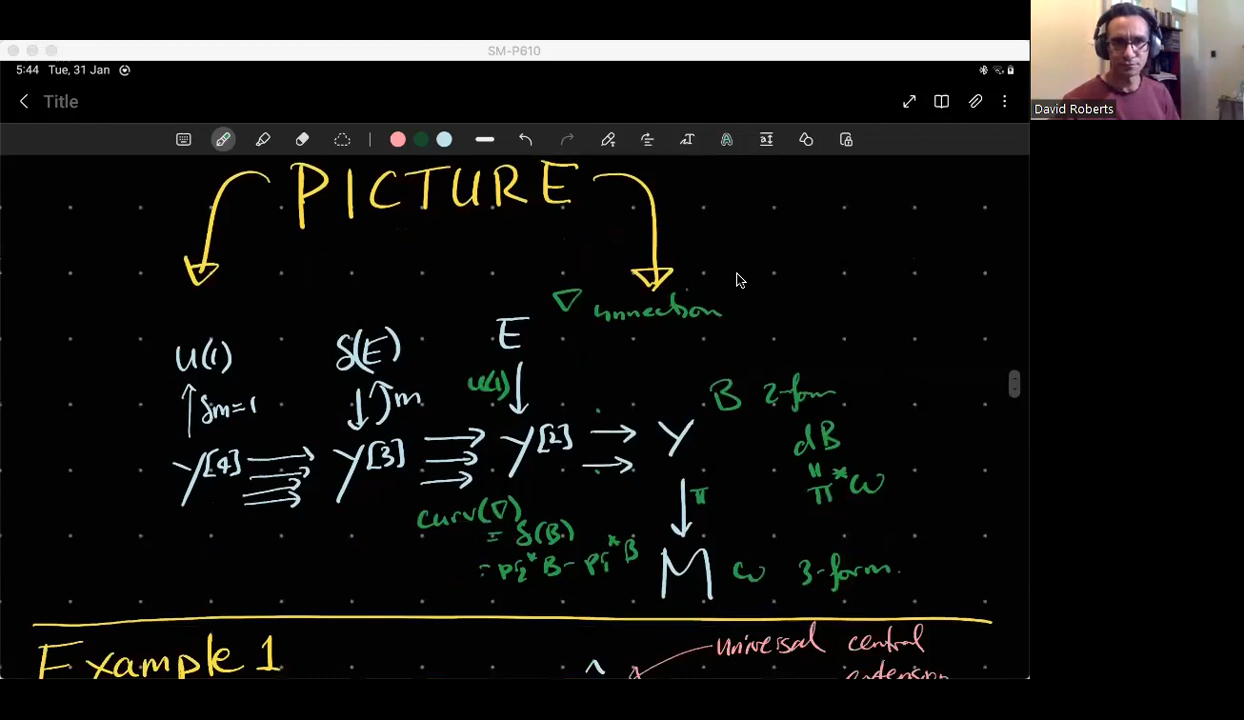 SM-P610
5:44 Tue, 31 Jan
Title
David Roberts
PICTURE
∇ connection
E
U(1)
δ(E)
U(1)
δm=1
m
B 2-form
Y[4]
Y[3]
Y[2]
Y
dB
=
π*ω
π
curv(∇)
= δ(B)
= pr₂*B - pr₁*B
M
ω 3-form.
Example 1
universal central
extension